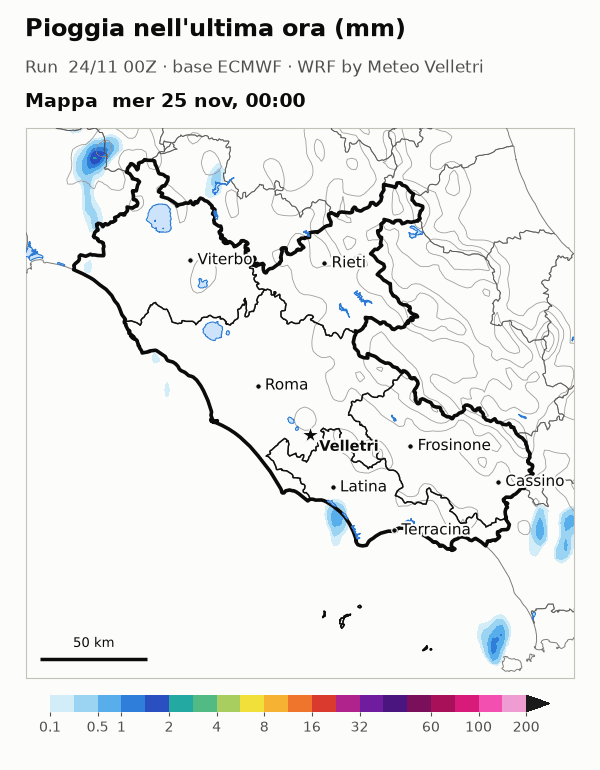 Pioggia nell'ultima ora (mm)
Run  24/11 00Z · base ECMWF · WRF by Meteo Velletri
Mappa  mer 25 nov, 00:00
Viterbo
Rieti
Roma
Velletri
Frosinone
Cassino
Latina
Terracina
50 km
0.1 0.5 1 2 4 8 16 32 60 100 200